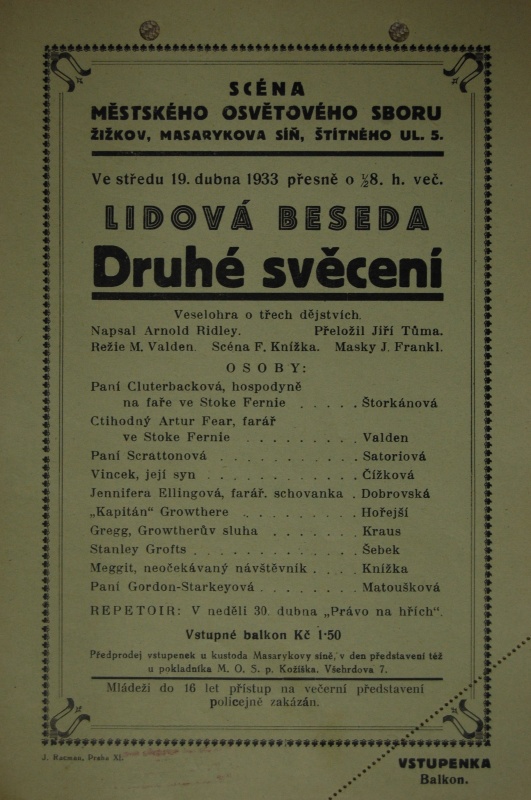 SCÉNA
MĚSTSKÉHO OSVĚTOVÉHO SBORU
ŽIŽKOV, MASARYKOVA SÍŇ, ŠTÍTNÉHO UL. 5.
Ve středu 19. dubna 1933 přesně o ½8. h. več.
LIDOVÁ BESEDA
Druhé svěcení
Veselohra o třech dějstvích.
Napsal Arnold Ridley. Přeložil Jiří Tůma.
Režie M. Valden. Scéna F. Knížka. Masky J. Frankl.
OSOBY:
Paní Cluterbacková, hospodyně
na faře ve Stoke Fernie . . . . . Štorkánová
Ctihodný Artur Fear, farář
ve Stoke Fernie . . . . . . . . . Valden
Paní Scrattonová . . . . . . . . . . . Satoriová
Vincek, její syn . . . . . . . . . . . . Čížková
Jennifera Ellingová, farář. schovanka . Dobrovská
„Kapitán“ Growthere . . . . . . . . . Hořejší
Gregg, Growtherův sluha . . . . . . . Kraus
Stanley Grofts . . . . . . . . . . . . . Šebek
Meggit, neočekávaný návštěvník . . . . Knížka
Paní Gordon-Starkeyová . . . . . . . . Matoušková
REPETOIR: V neděli 30. dubna „Právo na hřích“.
Vstupné balkon Kč 1·50
Předprodej vstupenek u kustoda Masarykovy síně, v den představení též
u pokladníka M. O. S. p. Kožíška. Všehrdova 7.
Mládeži do 16 let přístup na večerní představení
policejně zakázán.
J. Racman, Praha XI.
VSTUPENKA
Balkon.